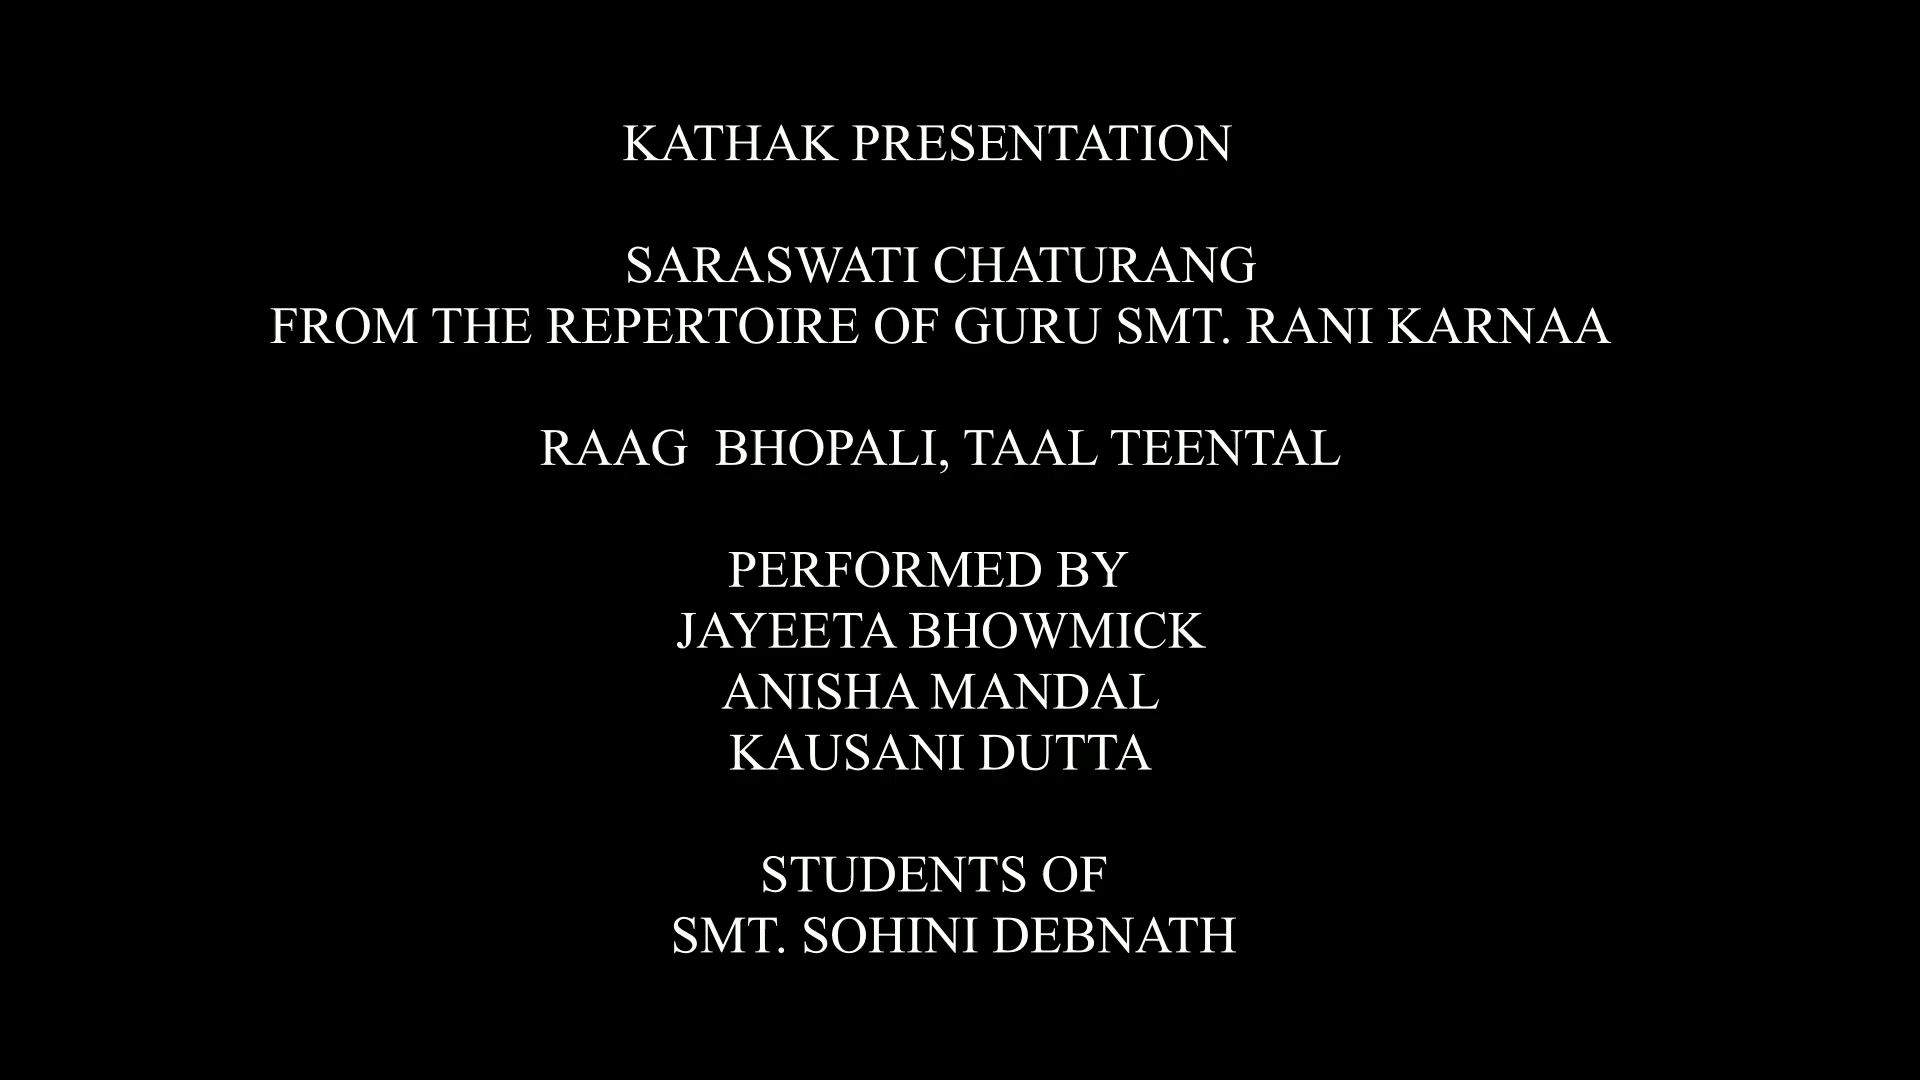 KATHAK PRESENTATION
SARASWATI CHATURANG
FROM THE REPERTOIRE OF GURU SMT. RANI KARNAA
RAAG  BHOPALI, TAAL TEENTAL
PERFORMED BY
JAYEETA BHOWMICK
ANISHA MANDAL
KAUSANI DUTTA
STUDENTS OF
SMT. SOHINI DEBNATH